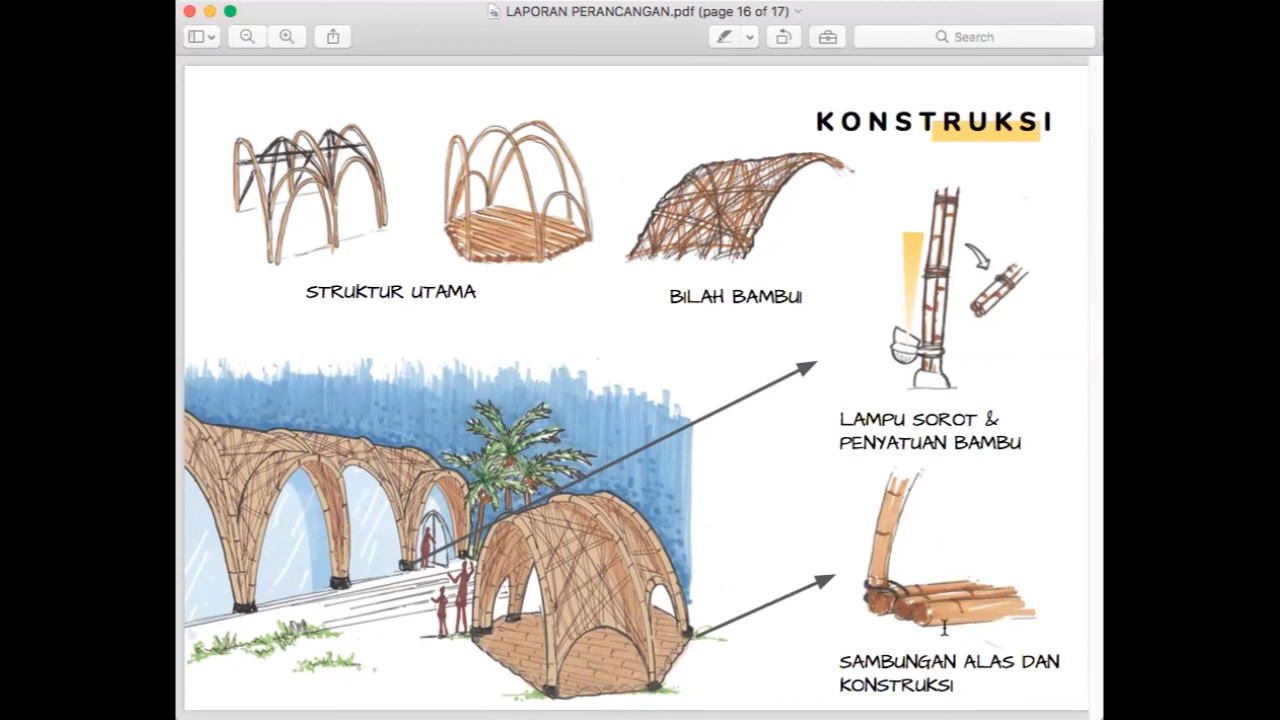 LAPORAN PERANCANGAN.pdf (page 16 of 17)
Search
KONSTRUKSI
STRUKTUR UTAMA
BILAH BAMBUI
LAMPU SOROT &
PENYATUAN BAMBU
SAMBUNGAN ALAS DAN
KONSTRUKSI